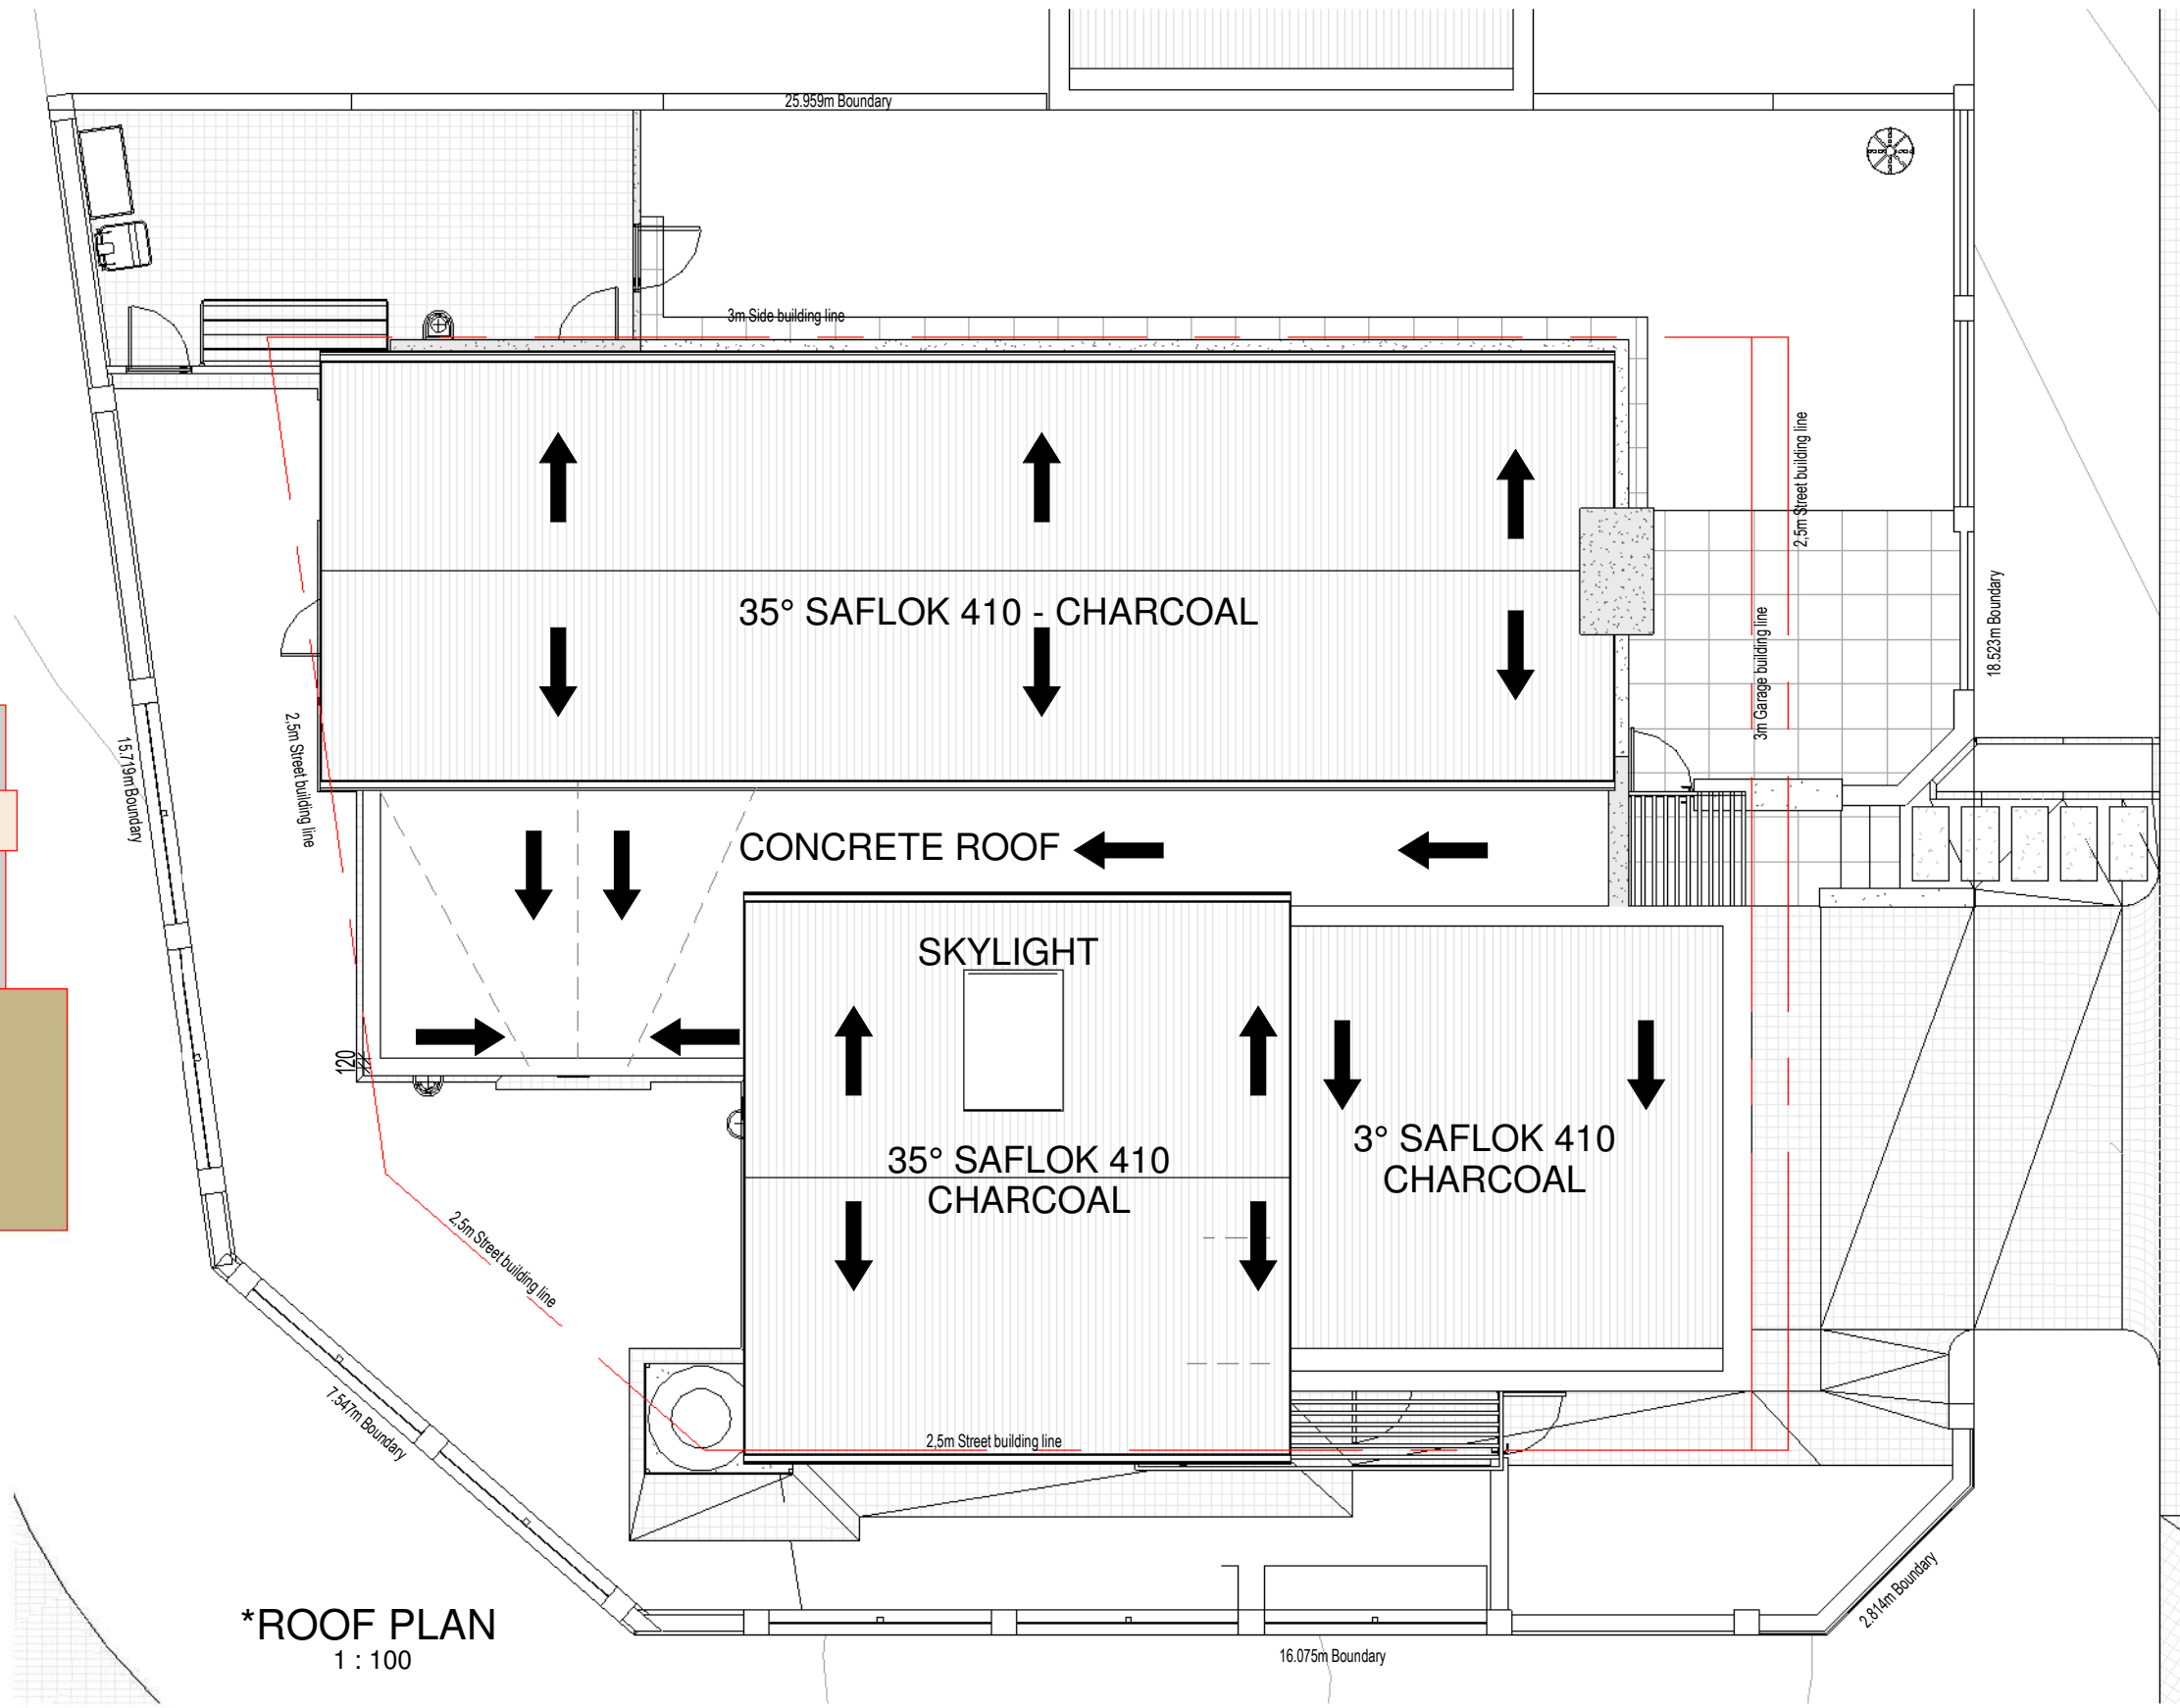 25.959m Boundary
3m Side building line
2,5m Street building line
35° SAFLOK 410 - CHARCOAL
18.523m Boundary
3m Garage building line
2,5m Street building line
15.719m Boundary
CONCRETE ROOF
SKYLIGHT
120
35° SAFLOK 410
CHARCOAL
3° SAFLOK 410
CHARCOAL
2,5m Street building line
7.547m Boundary
2,5m Street building line
2.814m Boundary
*ROOF PLAN
1 : 100
16.075m Boundary